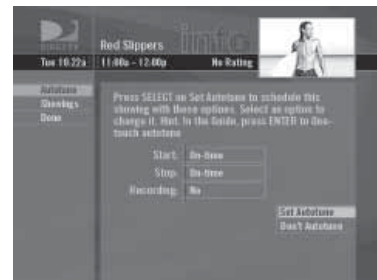 DIRECTV
Red Slippers
info
Tue 10:22a
11:00a - 12:00p
No Rating
Autotune
Showings
Done
Press SELECT on Set Autotune to
schedule this
showing with these options. Select an option to
change it. Hint. In the Guide, press ENTER to One-
touch autotune
Start: On-time
Stop: On-time
Recording: No
Set Autotune
Don't Autotune